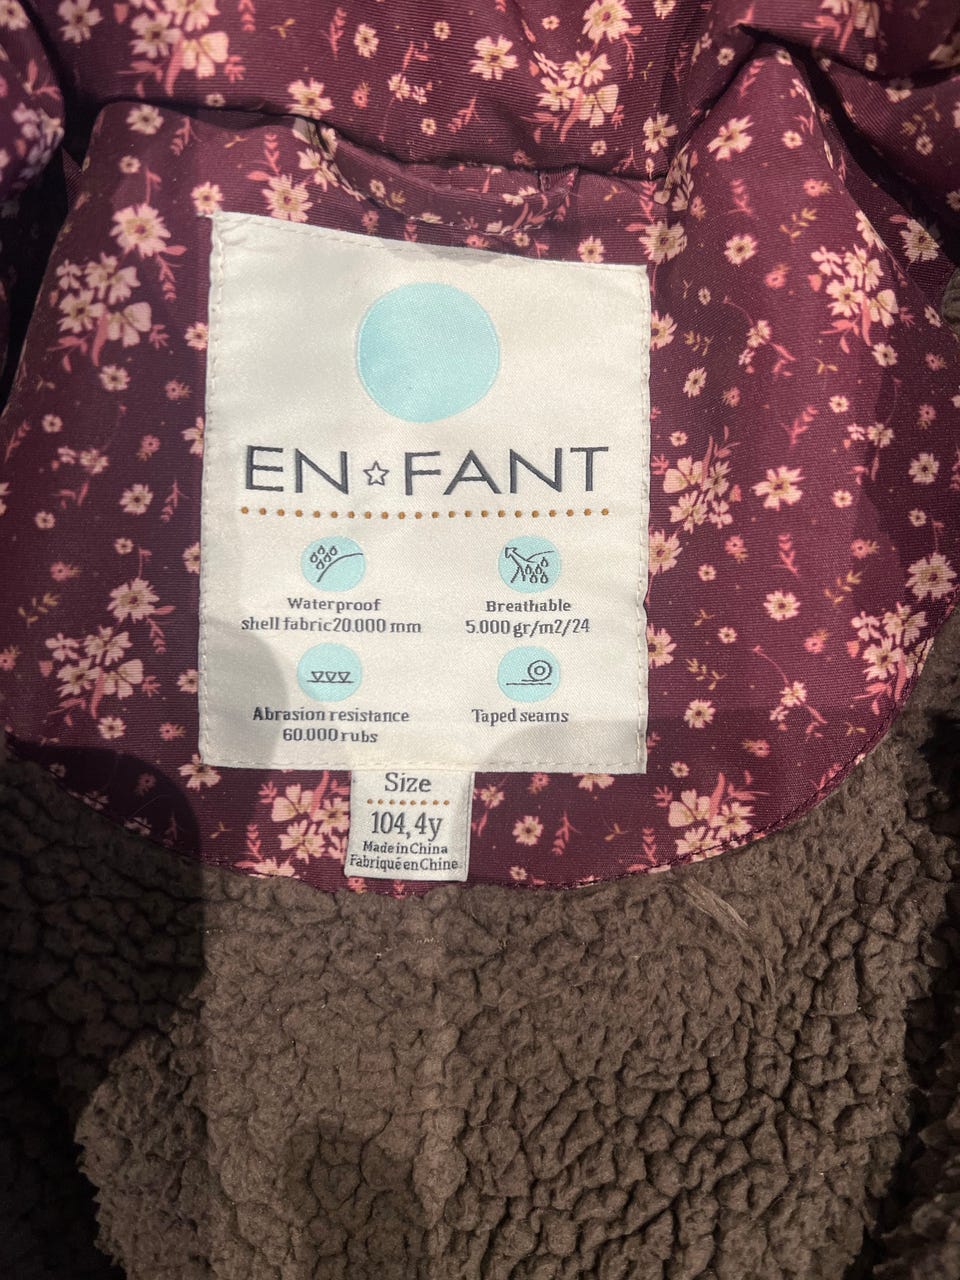 EN☆FANT
Waterproof
shell fabric 20.000 mm
Breathable
5.000 gr/m2/24
Abrasion resistance
60.000 rubs
Taped seams
Size
104, 4y
Made in China
Fabriqué en Chine